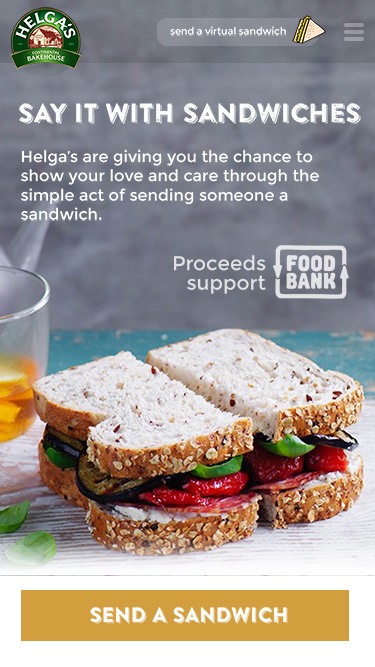 HELGA'S
CONTINENTAL
BAKEHOUSE
send a virtual sandwich
SAY IT WITH SANDWICHES
Helga's are giving you the chance to
show your love and care through the
simple act of sending someone a
sandwich.
Proceeds
support
FOOD
BANK
SEND A SANDWICH